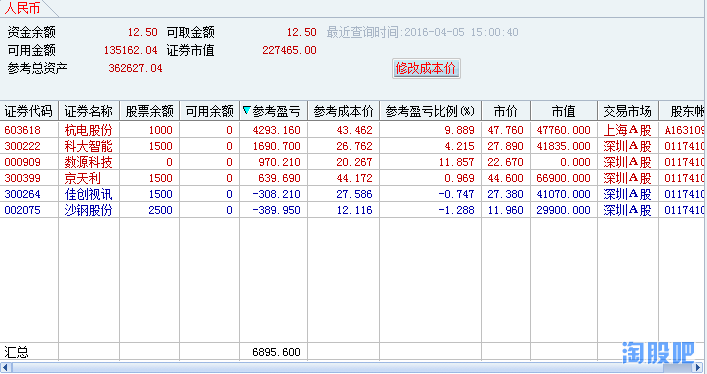 人民币
资金余额 12.50 可取金额 12.50 最近查询时间:2016-04-05 15:00:40
可用金额 135162.04 证券市值 227465.00
参考总资产 362627.04 修改成本价
证券代码 证券名称 股票余额 可用余额 参考盈亏 参考成本价 参考盈亏比例(%) 市价 市值 交易市场 股东帐
603618 杭电股份 1000 0 4293.160 43.462 9.889 47.760 47760.000 上海A股 A163109
300222 科大智能 1500 0 1690.700 26.762 4.215 27.890 41835.000 深圳A股 0117410
000909 数源科技 0 0 970.210 20.267 11.857 22.670 0.000 深圳A股 0117410
300399 京天利 1500 0 639.690 44.172 0.969 44.600 66900.000 深圳A股 0117410
300264 佳创视讯 1500 0 -308.210 27.586 -0.747 27.380 41070.000 深圳A股 0117410
002075 沙钢股份 2500 0 -389.950 12.116 -1.288 11.960 29900.000 深圳A股 0117410
汇总 6895.600
淘股吧